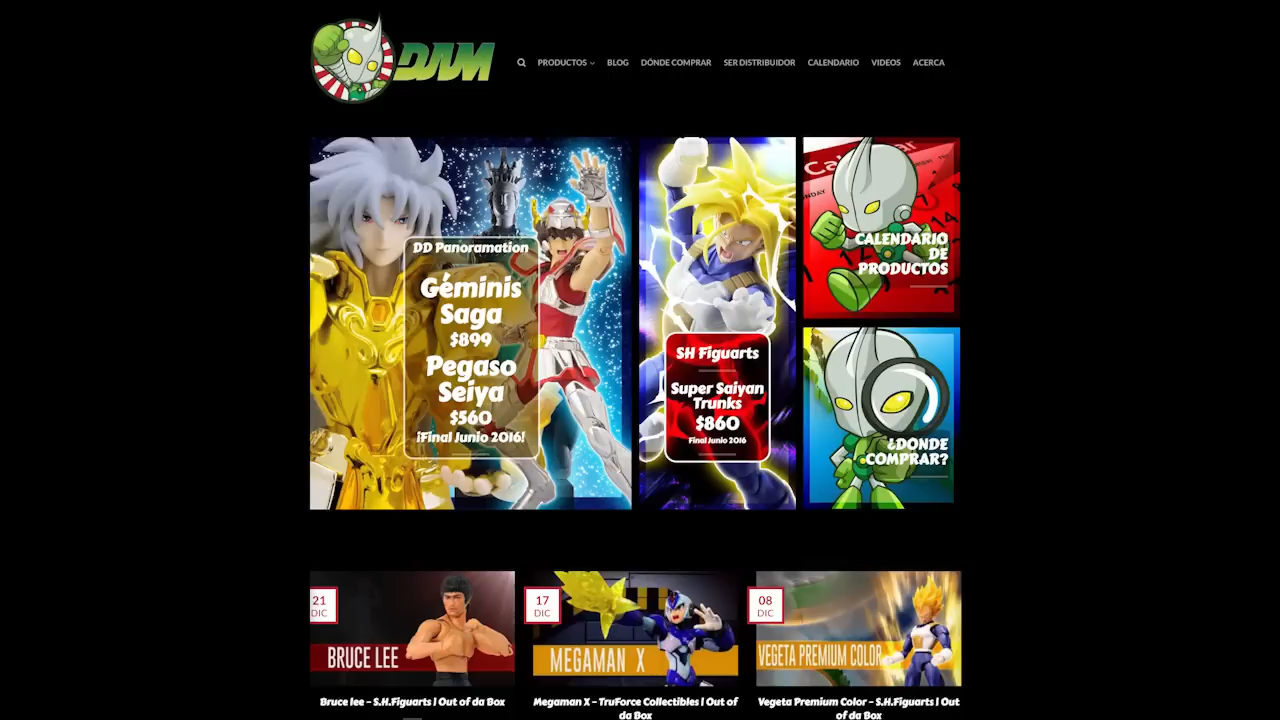 DAM
PRODUCTOS
BLOG
DÓNDE COMPRAR
SER DISTRIBUIDOR
CALENDARIO
VIDEOS
ACERCA
DD Panoramation
Géminis
Saga
$899
Pegaso
Seiya
$560
¡Final Junio 2016!
SH Figuarts
Super Saiyan
Trunks
$860
Final Junio 2016
CALENDARIO
DE
PRODUCTOS
¿DONDE
COMPRAR?
21
DIC
BRUCE LEE
Bruce lee – S.H.Figuarts | Out of da Box
17
DIC
MEGAMAN X
Megaman X – TruForce Collectibles | Out of
da Box
08
DIC
VEGETA PREMIUM COLOR
Vegeta Premium Color – S.H.Figuarts | Out
of da Box